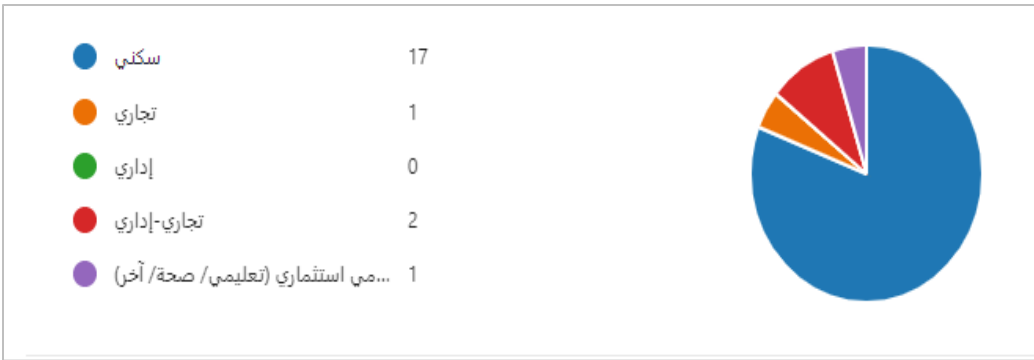 سكني 17
تجاري 1
إداري 0
تجاري-إداري 2
...مي استثماري (تعليمي/ صحة/ آخر) 1